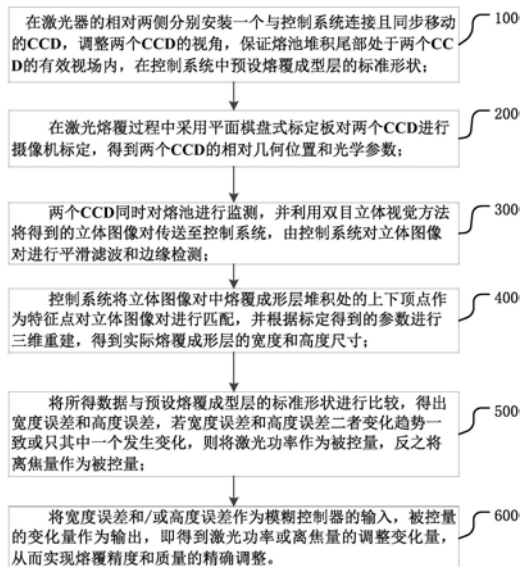 在激光器的相对两侧分别安装一个与控制系统连接且同步移动
的CCD，调整两个CCD的视角，保证熔池堆积尾部处于两个CC
D的有效视场内，在控制系统中预设熔覆成型层的标准形状；
100
在激光熔覆过程中采用平面棋盘式标定板对两个CCD进行
摄像机标定，得到两个CCD的相对几何位置和光学参数；
200
两个CCD同时对熔池进行监测，并利用双目立体视觉方法
将得到的立体图像对传送至控制系统，由控制系统对立体图像
对进行平滑滤波和边缘检测；
300
控制系统将立体图像对中熔覆成形层堆积处的上下顶点作
为特征点对立体图像对进行匹配，并根据标定得到的参数进行
三维重建，得到实际熔覆成形层的宽度和高度尺寸；
400
将所得数据与预设熔覆成型层的标准形状进行比较，得出
宽度误差和高度误差，若宽度误差和高度误差二者变化趋势一
致或只其中一个发生变化，则将激光功率作为被控量，反之将
离焦量作为被控量；
500
将宽度误差和/或高度误差作为模糊控制器的输入，被控量
的变化量作为输出，即得到激光功率或离焦量的调整变化量，
从而实现熔覆精度和质量的精确调整。
600